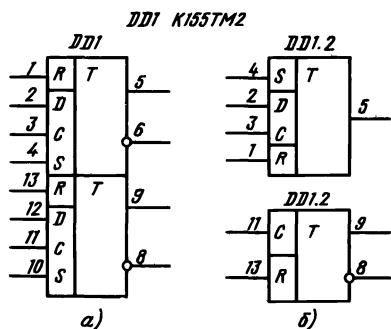 DD1 К155ТМ2
DD1
DD1.2
1 R T 5
2 D
3 C 6
4 S
13 R T 9
12 D
11 C
10 S 8
4 S T
2 D 5
3 C
1 R
DD1.2
11 C T 9
13 R 8
а) б)